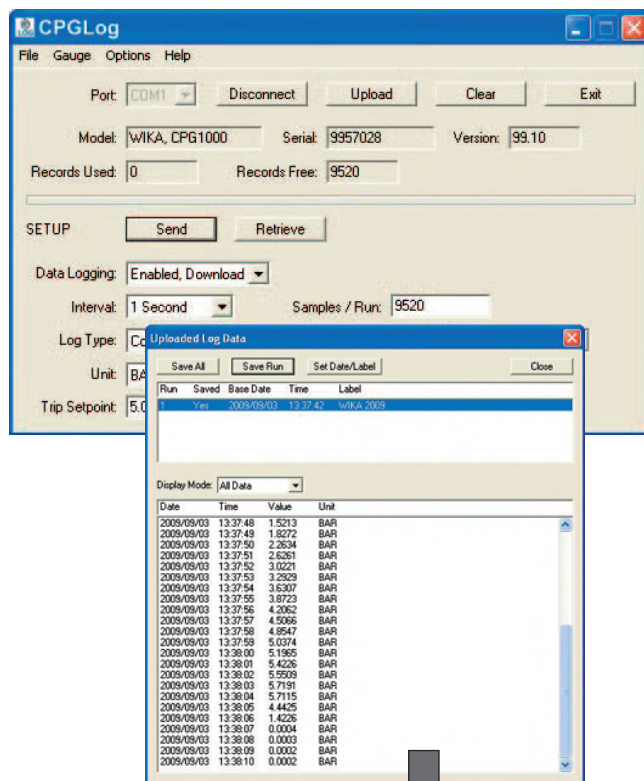 CPGLog
File Gauge Options Help
Port: COM1 Disconnect Upload Clear Exit
Model: WIKA, CPG1000 Serial: 9957028 Version: 99.10
Records Used: 0 Records Free: 9520
SETUP Send Retrieve
Data Logging: Enabled, Download
Interval: 1 Second Samples / Run: 9520
Log Type: Co
Unit: BA
Trip Setpoint: 5.0
Uploaded Log Data
Save All Save Run Set Date/Label Close
Run Saved Base Date Time Label
1 Yes 2009/09/03 13:37:42 WIKA 2009
Display Mode: All Data
Date Time Value Unit
2009/09/03 13:37:48 1.5213 BAR
2009/09/03 13:37:49 1.8272 BAR
2009/09/03 13:37:50 2.2634 BAR
2009/09/03 13:37:51 2.6261 BAR
2009/09/03 13:37:52 3.0221 BAR
2009/09/03 13:37:53 3.2929 BAR
2009/09/03 13:37:54 3.6307 BAR
2009/09/03 13:37:55 3.8723 BAR
2009/09/03 13:37:56 4.2062 BAR
2009/09/03 13:37:57 4.5066 BAR
2009/09/03 13:37:58 4.8547 BAR
2009/09/03 13:37:59 5.0374 BAR
2009/09/03 13:38:00 5.1965 BAR
2009/09/03 13:38:01 5.4226 BAR
2009/09/03 13:38:02 5.5509 BAR
2009/09/03 13:38:03 5.7191 BAR
2009/09/03 13:38:04 5.7115 BAR
2009/09/03 13:38:05 4.4425 BAR
2009/09/03 13:38:06 1.4226 BAR
2009/09/03 13:38:07 0.0004 BAR
2009/09/03 13:38:08 0.0003 BAR
2009/09/03 13:38:09 0.0002 BAR
2009/09/03 13:38:10 0.0002 BAR